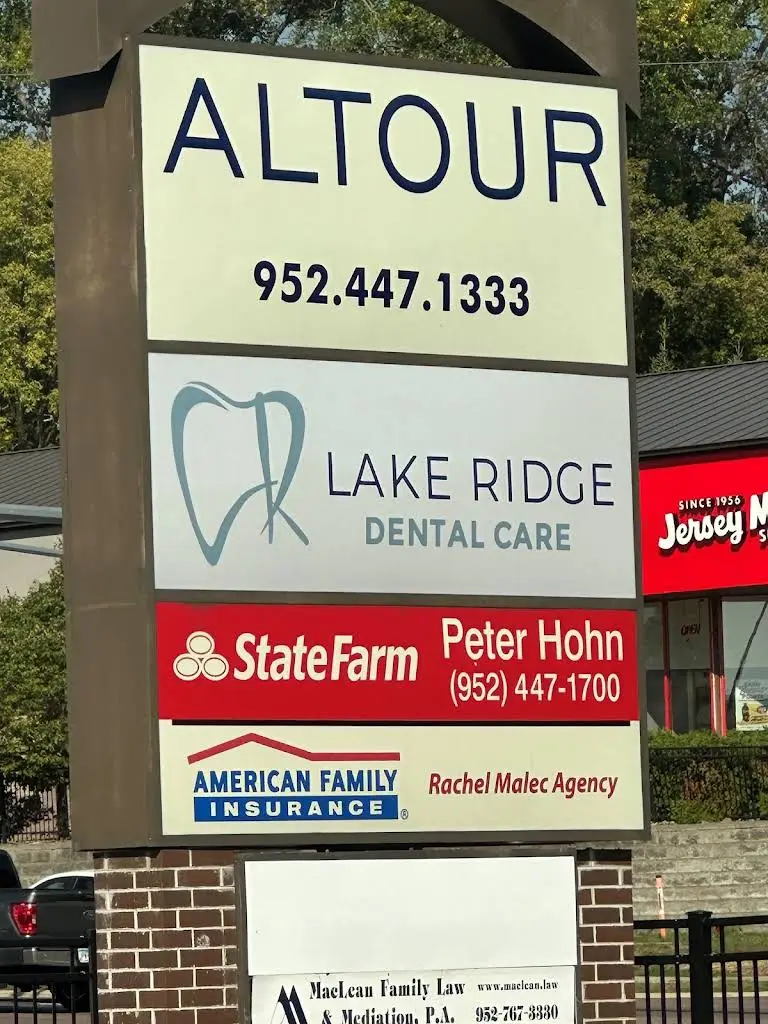 ALTOUR
952.447.1333
LAKE RIDGE
DENTAL CARE
StateFarm
Peter Hohn
(952) 447-1700
AMERICAN FAMILY
INSURANCE®
Rachel Malec Agency
MacLean Family Law
& Mediation, P.A.
www.maclean.law
952-767-3330
SINCE 1956
Jersey M
S
OPEN